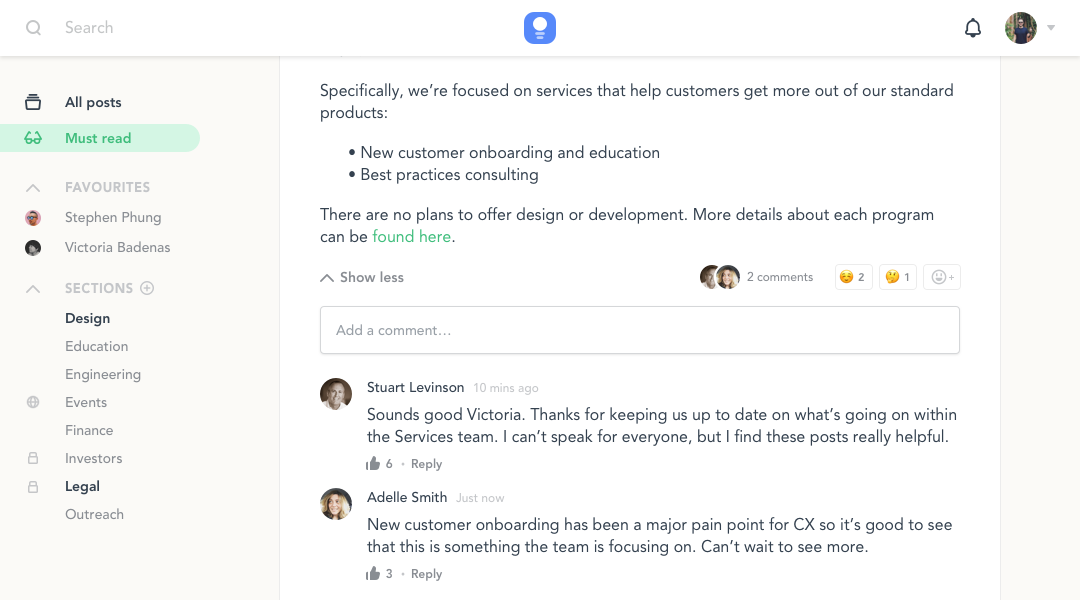 Search
All posts
Must read
FAVOURITES
Stephen Phung
Victoria Badenas
SECTIONS
Design
Education
Engineering
Events
Finance
Investors
Legal
Outreach
Specifically, we’re focused on services that help customers get more out of our standard
products:
• New customer onboarding and education
• Best practices consulting
There are no plans to offer design or development. More details about each program
can be found here.
Show less
2 comments
2
1
+
Add a comment…
Stuart Levinson 10 mins ago
Sounds good Victoria. Thanks for keeping us up to date on what’s going on within
the Services team. I can’t speak for everyone, but I find these posts really helpful.
6 • Reply
Adelle Smith Just now
New customer onboarding has been a major pain point for CX so it’s good to see
that this is something the team is focusing on. Can’t wait to see more.
3 • Reply